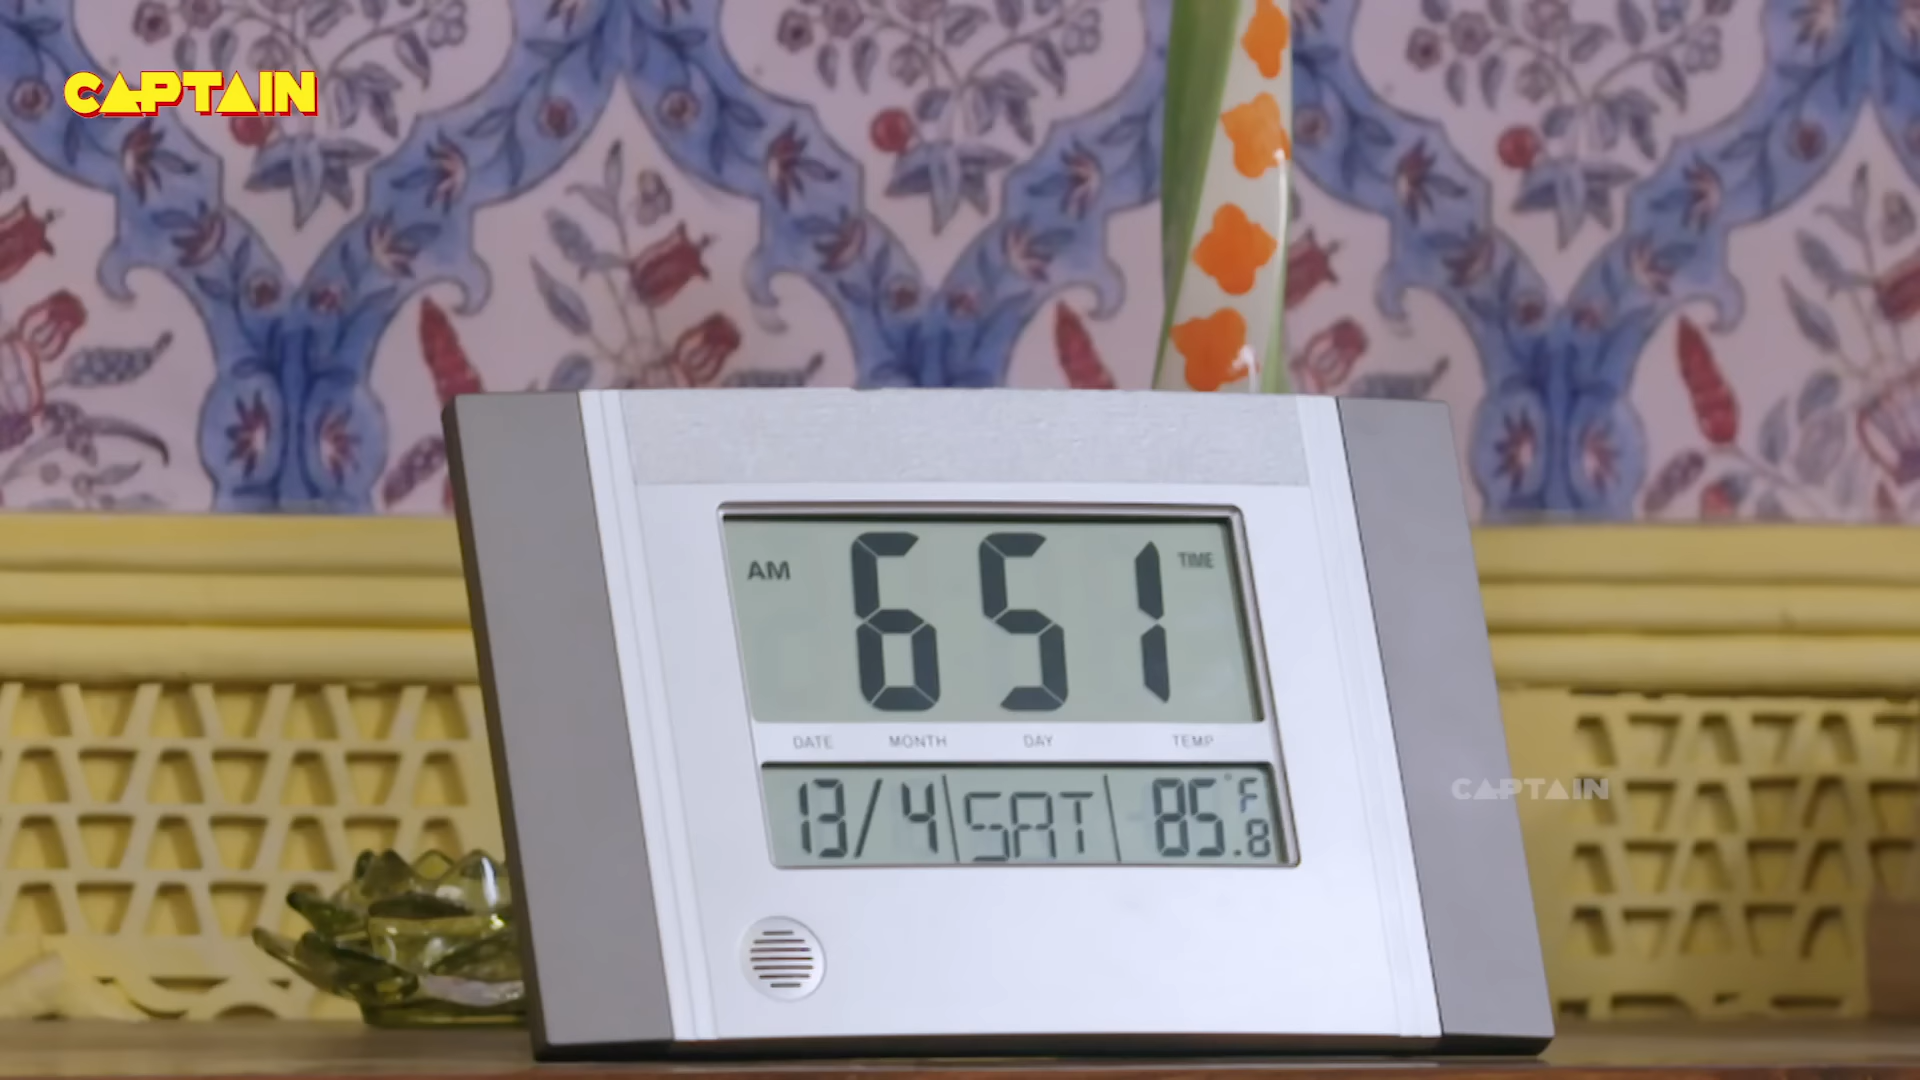 CAPTAIN
AM 651 TIME
DATE MONTH DAY TEMP
13/4 SAT 85.8°F
CAPTAIN